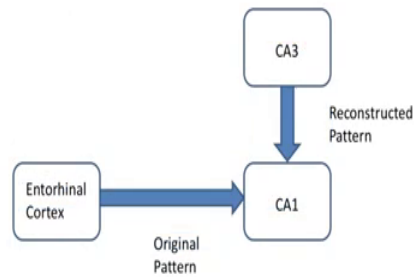 CA3
Reconstructed
Pattern
Entorhinal
Cortex
CA1
Original
Pattern